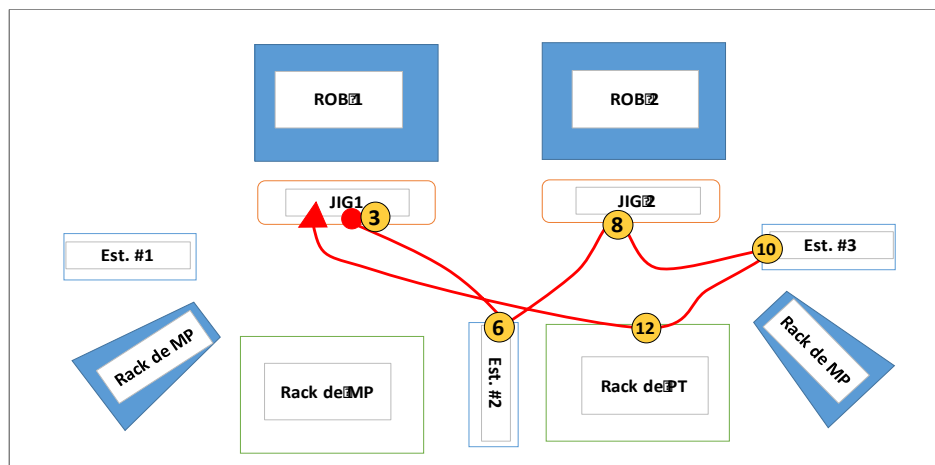 ROB 1
ROB 2
JIG1
3
JIG 2
8
Est. #1
10
Est. #3
6
12
Rack de MP
Rack de MP
Est. #2
Rack de PT
Rack de MP